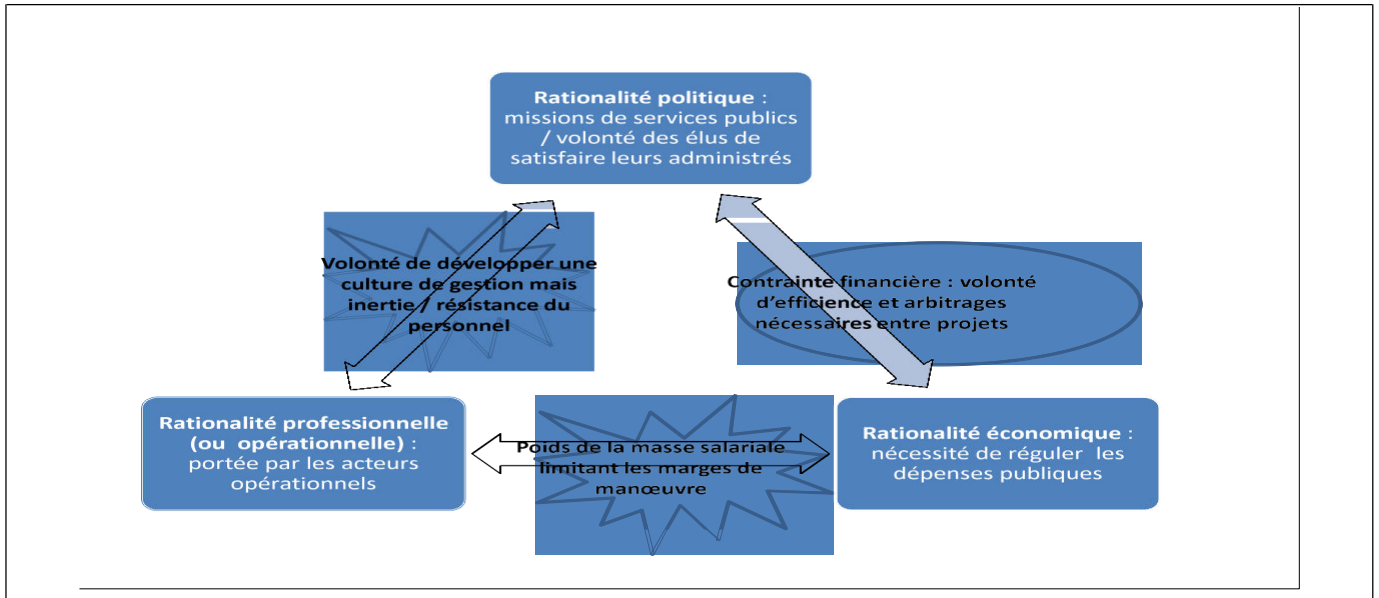 Rationalité politique :
missions de services publics
/ volonté des élus de
satisfaire leurs administrés
Volonté de développer une
culture de gestion mais
inertie / résistance du
personnel
Contrainte financière : volonté
d’efficience et arbitrages
nécessaires entre projets
Rationalité professionnelle
(ou opérationnelle) :
portée par les acteurs
opérationnels
Poids de la masse salariale
limitant les marges de
manœuvre
Rationalité économique :
nécessité de réguler les
dépenses publiques